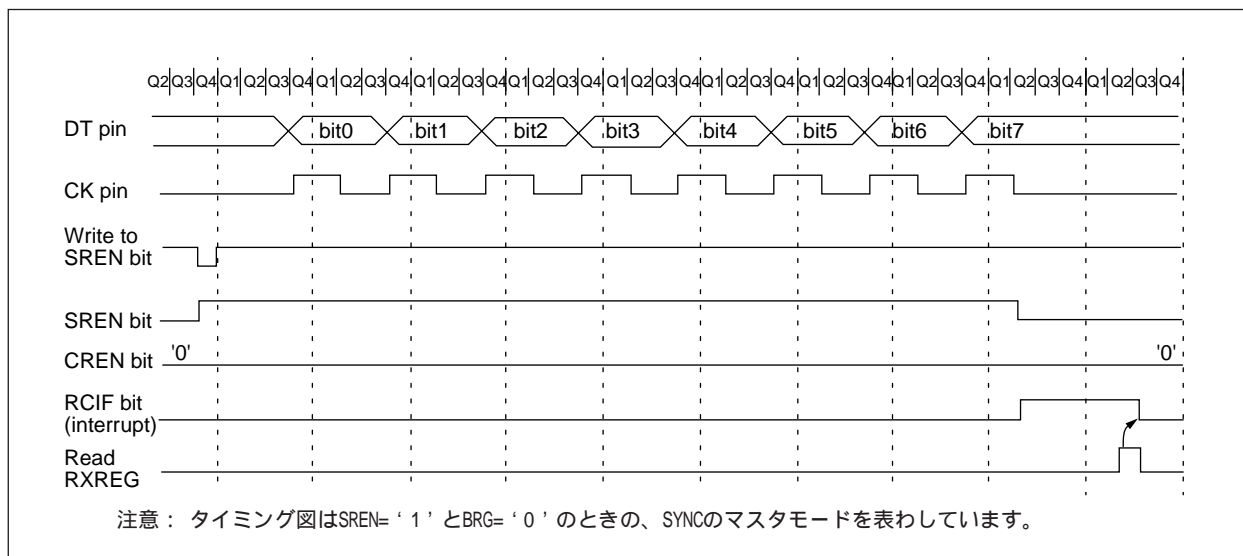 Q2 Q3 Q4 Q1 Q2 Q3 Q4 Q1 Q2 Q3 Q4 Q1 Q2 Q3 Q4 Q1 Q2 Q3 Q4 Q1 Q2 Q3 Q4 Q1 Q2 Q3 Q4 Q1 Q2 Q3 Q4 Q1 Q2 Q3 Q4 Q1 Q2 Q3 Q4 Q1 Q2 Q3 Q4
DT pin bit0 bit1 bit2 bit3 bit4 bit5 bit6 bit7
CK pin
Write to
SREN bit
SREN bit
CREN bit '0' '0'
RCIF bit
(interrupt)
Read
RXREG
注意： タイミング図はSREN=‘1’とBRG=‘0’のときの、SYNCのマスタモードを表わしています。